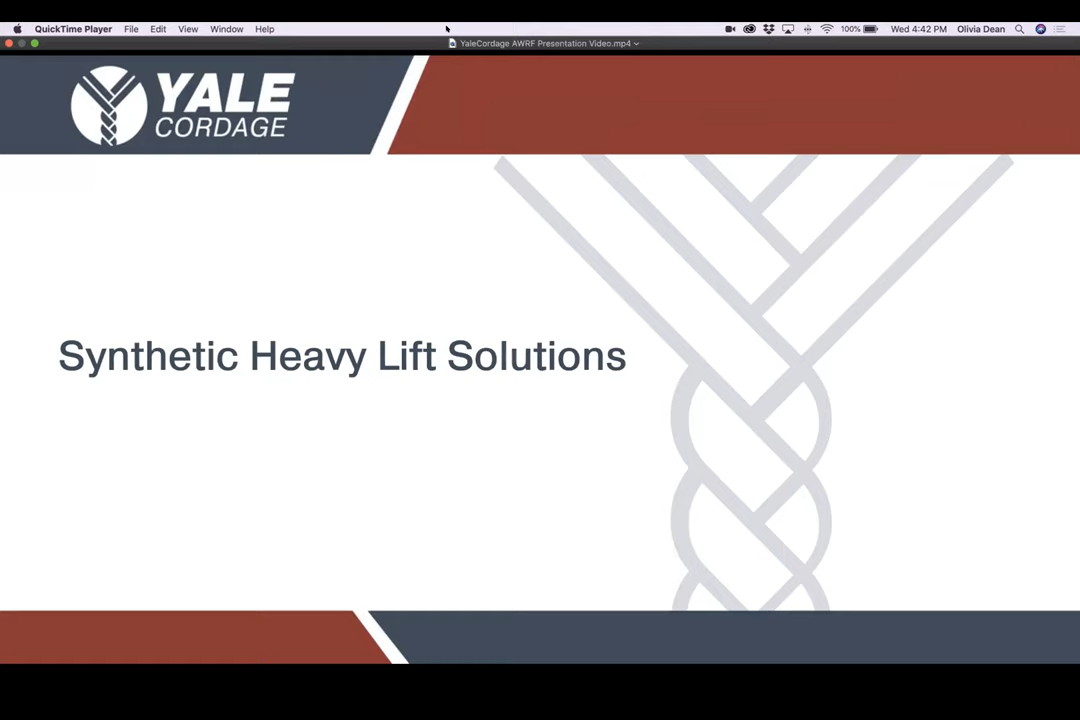 QuickTime Player File Edit View Window Help 100% Wed 4:42 PM Olivia Dean
YaleCordage AWRF Presentation Video.mp4
YALE
CORDAGE
Synthetic Heavy Lift Solutions